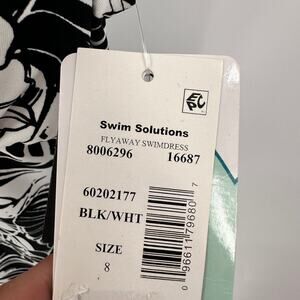 Swim Solutions
FLYAWAY SWIMDRESS
8006296 16687
60202177
BLK/WHT
SIZE
8
0 96611 79680 7